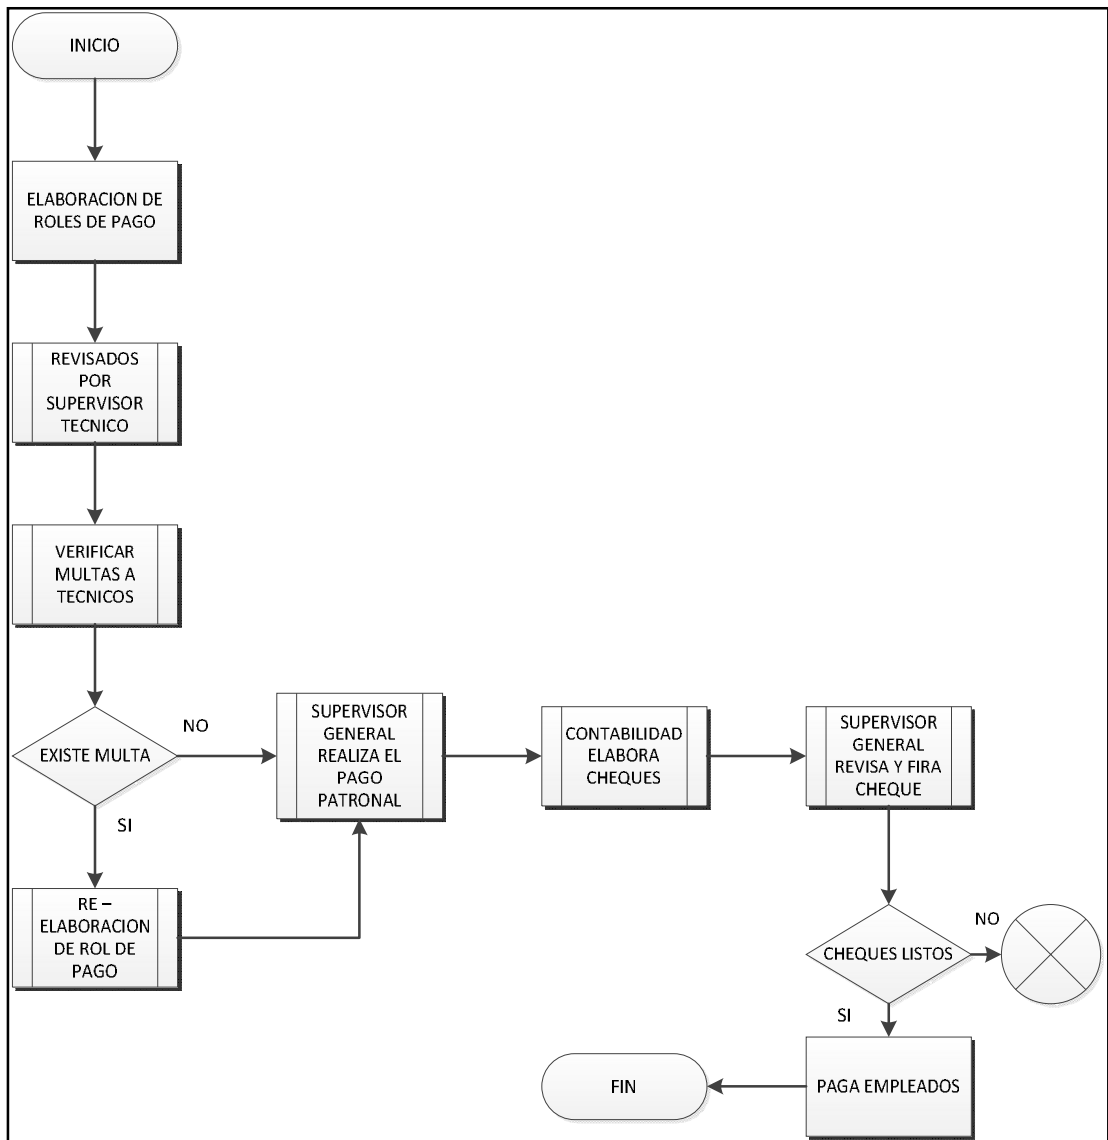 INICIO
ELABORACION DE
ROLES DE PAGO
REVISADOS
POR
SUPERVISOR
TECNICO
VERIFICAR
MULTAS A
TECNICOS
EXISTE MULTA
NO
SI
RE –
ELABORACION
DE ROL DE
PAGO
SUPERVISOR
GENERAL
REALIZA EL
PAGO
PATRONAL
CONTABILIDAD
ELABORA
CHEQUES
SUPERVISOR
GENERAL
REVISA Y FIRA
CHEQUE
CHEQUES LISTOS
NO
SI
PAGA EMPLEADOS
FIN